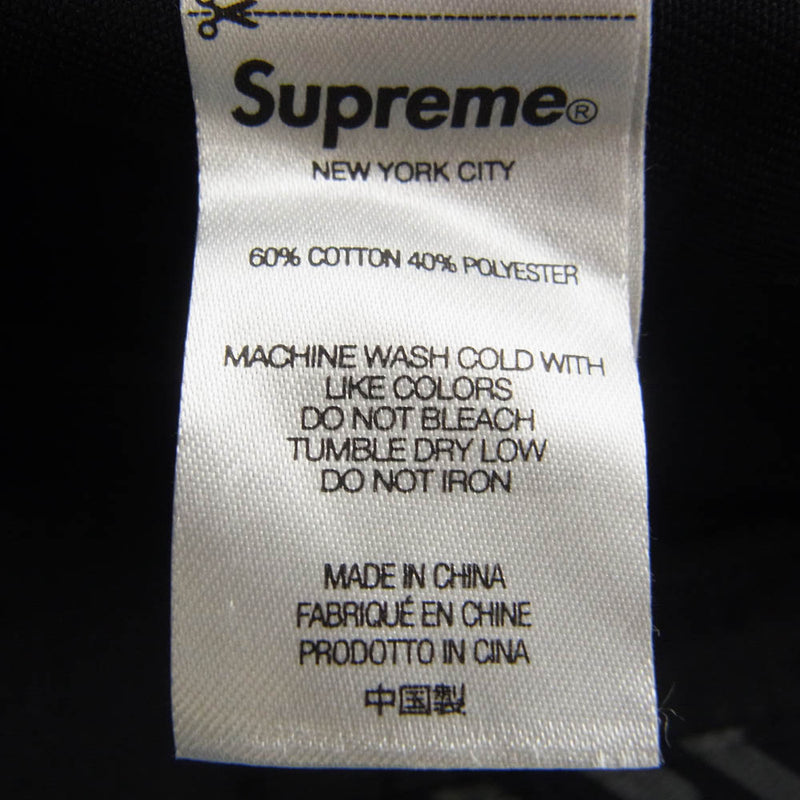 Supreme®
NEW YORK CITY
60% COTTON 40% POLYESTER
MACHINE WASH COLD WITH
LIKE COLORS
DO NOT BLEACH
TUMBLE DRY LOW
DO NOT IRON
MADE IN CHINA
FABRIQUÉ EN CHINE
PRODOTTO IN CINA
中国製